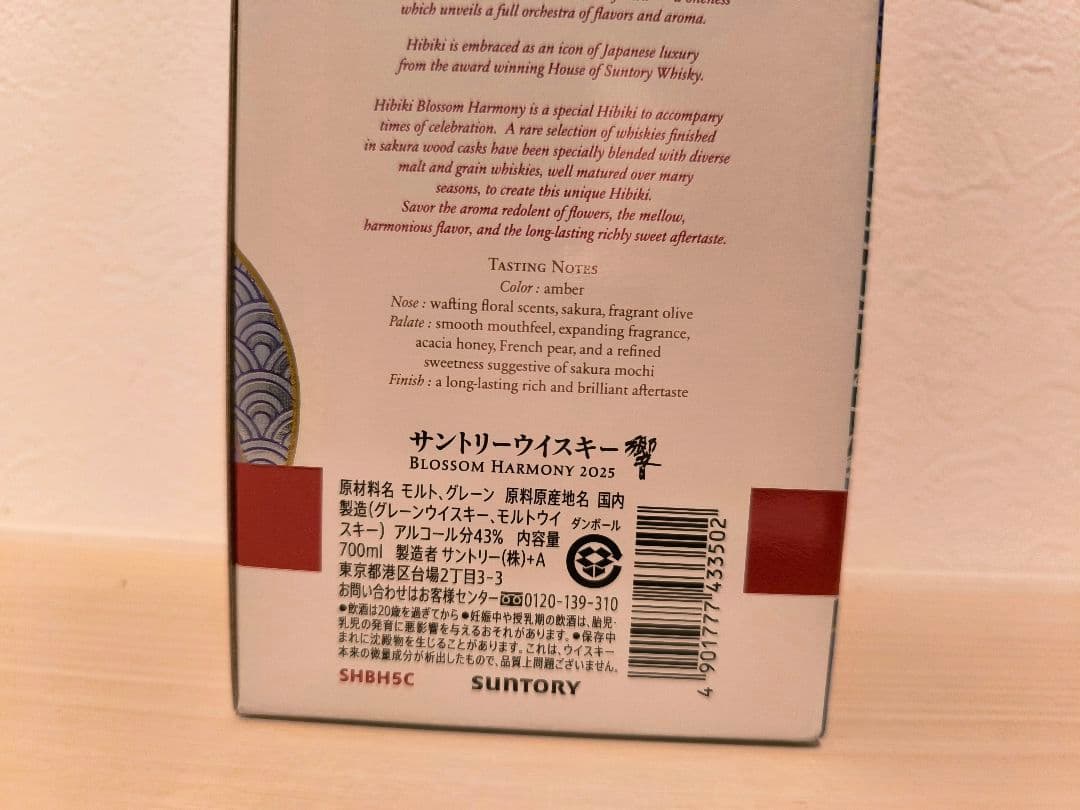 which unveils a full orchestra of flavors and aroma.
Hibiki is embraced as an icon of Japanese luxury
from the award winning House of Suntory Whisky.
Hibiki Blossom Harmony is a special Hibiki to accompany
times of celebration. A rare selection of whiskies finished
in sakura wood casks have been specially blended with diverse
malt and grain whiskies, well matured over many
seasons, to create this unique Hibiki.
Savor the aroma redolent of flowers, the mellow,
harmonious flavor, and the long-lasting richly sweet aftertaste.
TASTING NOTES
Color : amber
Nose : wafting floral scents, sakura, fragrant olive
Palate : smooth mouthfeel, expanding fragrance,
acacia honey, French pear, and a refined
sweetness suggestive of sakura mochi
Finish : a long-lasting rich and brilliant aftertaste
サントリーウイスキー 響
BLOSSOM HARMONY 2025
原材料名 モルト、グレーン 原料原産地名 国内
製造(グレーンウイスキー、モルトウイ
スキー) アルコール分43% 内容量
700ml 製造者 サントリー(株)+A
東京都港区台場2丁目3-3
お問い合わせはお客様センター 0120-139-310
●飲酒は20歳を過ぎてから ●妊娠中や授乳期の飲酒は、胎児・
乳児の発育に悪影響を与えるおそれがあります。●保存中
まれに沈殿物を生じることがあります。これは、ウイスキー
本来の微量成分が析出したもので、品質上問題ございません。
ダンボール
4 901777 433502
SHBH5C SUNTORY